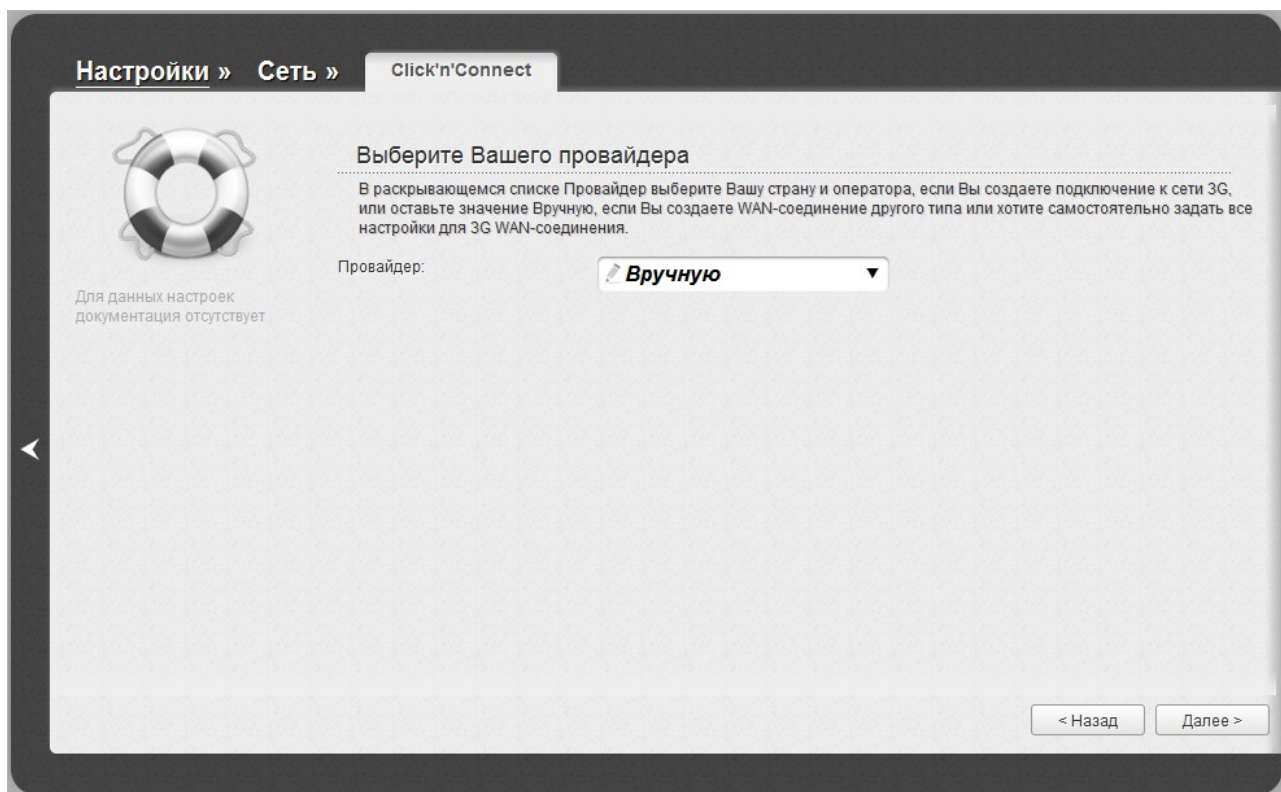 Настройки » Сеть » Click'n'Connect
Выберите Вашего провайдера
В раскрывающемся списке Провайдер выберите Вашу страну и оператора, если Вы создаете подключение к сети 3G,
или оставьте значение Вручную, если Вы создаете WAN-соединение другого типа или хотите самостоятельно задать все
настройки для 3G WAN-соединения.
Провайдер: Вручную
Для данных настроек
документация отсутствует
< Назад Далее >